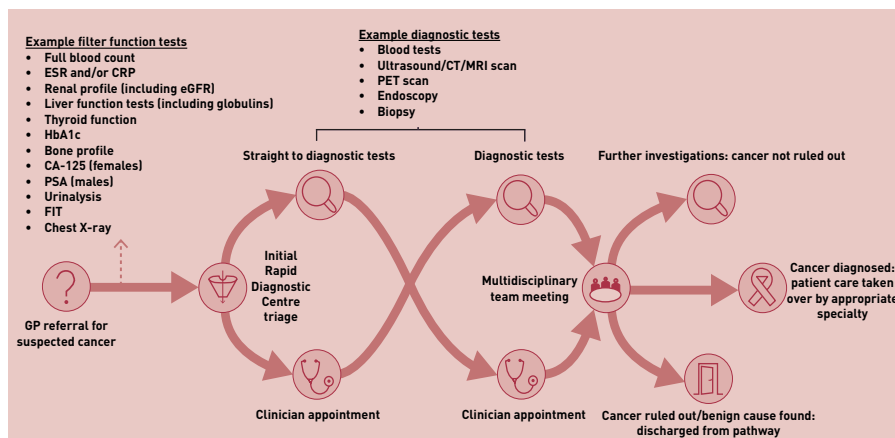 Example filter function tests
• Full blood count
• ESR and/or CRP
• Renal profile (including eGFR)
• Liver function tests (including globulins)
• Thyroid function
• HbA1c
• Bone profile
• CA-125 (females)
• PSA (males)
• Urinalysis
• FIT
• Chest X-ray
Example diagnostic tests
• Blood tests
• Ultrasound/CT/MRI scan
• PET scan
• Endoscopy
• Biopsy
Straight to diagnostic tests
Diagnostic tests
Further investigations: cancer not ruled out
?
GP referral for
suspected cancer
Initial
Rapid
Diagnostic
Centre
triage
Multidisciplinary
team meeting
Cancer diagnosed:
patient care taken
over by appropriate
specialty
Clinician appointment
Clinician appointment
Cancer ruled out/benign cause found:
discharged from pathway